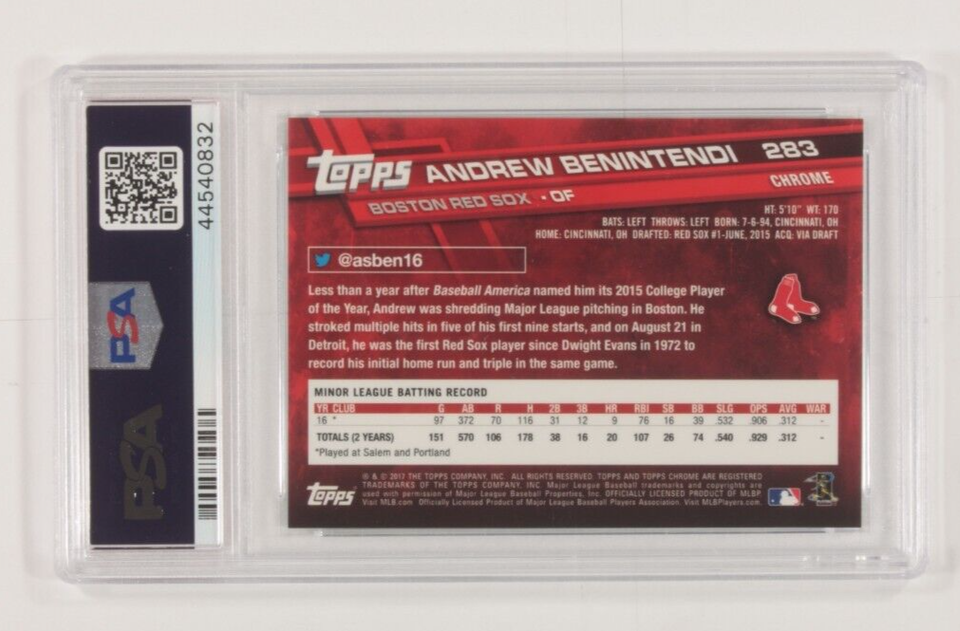 44540832
PSA
PSA
TOPPS ANDREW BENINTENDI 283
BOSTON RED SOX • OF
CHROME
HT: 5'10" WT: 170
BATS: LEFT THROWS: LEFT BORN: 7-6-94, CINCINNATI, OH
HOME: CINCINNATI, OH DRAFTED: RED SOX #1-JUNE, 2015 ACQ: VIA DRAFT
@asben16
Less than a year after Baseball America named him its 2015 College Player
of the Year, Andrew was shredding Major League pitching in Boston. He
stroked multiple hits in five of his first nine starts, and on August 21 in
Detroit, he was the first Red Sox player since Dwight Evans in 1972 to
record his initial home run and triple in the same game.
MINOR LEAGUE BATTING RECORD
YR CLUB G AB R H 2B 3B HR RBI SB BB SLG OPS AVG WAR
16 * 97 372 70 116 31 12 9 76 16 39 .532 .906 .312 -
TOTALS (2 YEARS) 151 570 106 178 38 16 20 107 26 74 .540 .929 .312 -
*Played at Salem and Portland
® & © 2017 THE TOPPS COMPANY, INC. ALL RIGHTS RESERVED. TOPPS AND TOPPS CHROME ARE REGISTERED
TRADEMARKS OF THE TOPPS COMPANY, INC. Major League Baseball trademarks and copyrights are
used with permission of Major League Baseball Properties, Inc. OFFICIALLY LICENSED PRODUCT OF MLBP.
Visit MLB.com Officially Licensed Product of Major League Baseball Players Association. Visit MLBPlayers.com.
TOPPS